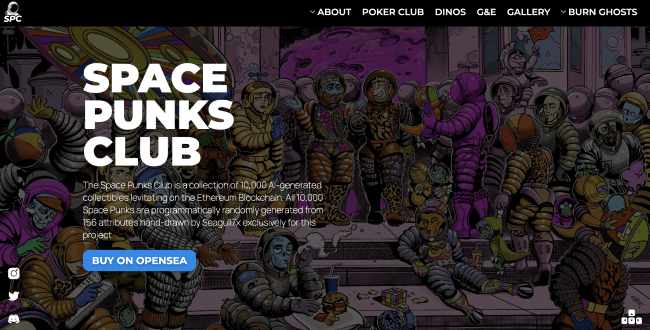 SPC
ABOUT POKER CLUB DINOS G&E GALLERY BURN GHOSTS
SPACE
PUNKS
CLUB
The Space Punks Club is a collection of 10,000 AI-generated
collectibles levitating on the Ethereum Blockchain. All 10,000
Space Punks are programmatically randomly generated from
156 attributes hand-drawn by Seagull7x exclusively for this
project.
BUY ON OPENSEA